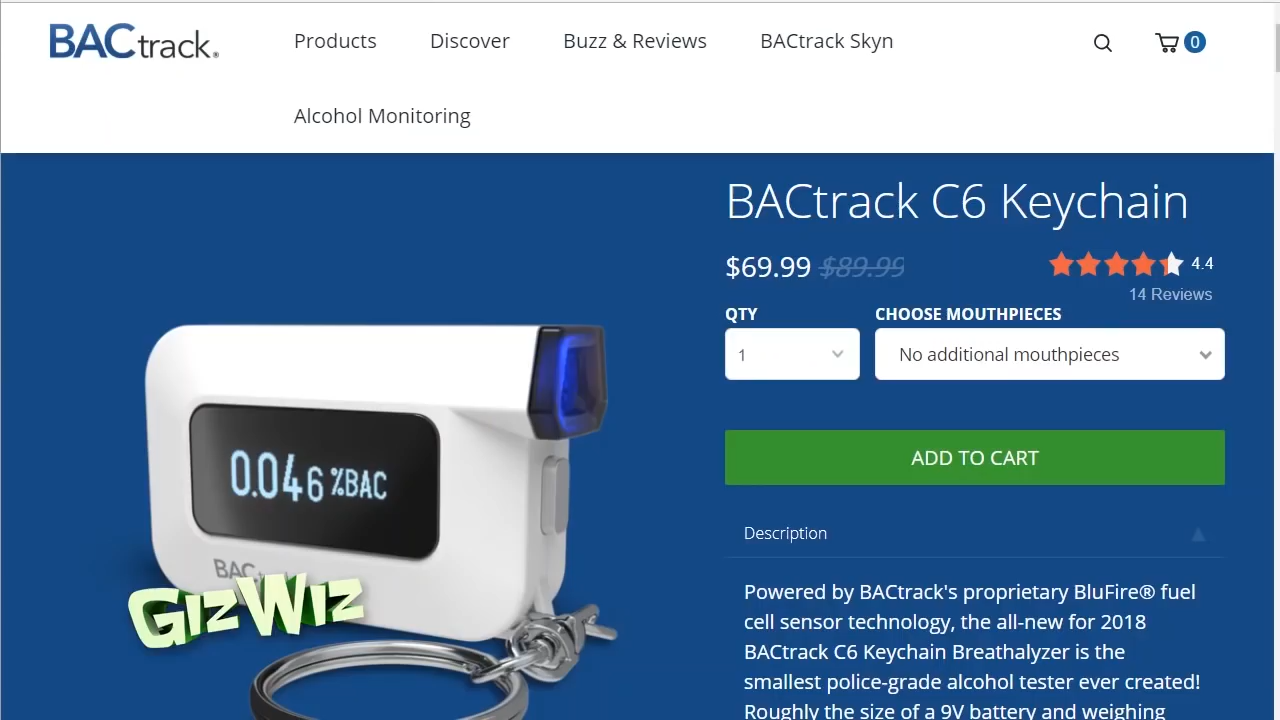 BACtrack.
Products
Discover
Buzz & Reviews
BACtrack Skyn
0
Alcohol Monitoring
BACtrack C6 Keychain
$69.99 $89.99
4.4
14 Reviews
QTY
CHOOSE MOUTHPIECES
1
No additional mouthpieces
ADD TO CART
Description
Powered by BACtrack's proprietary BluFire® fuel
cell sensor technology, the all-new for 2018
BACtrack C6 Keychain Breathalyzer is the
smallest police-grade alcohol tester ever created!
Roughly the size of a 9V battery and weighing
0.046 %BAC
BAC
GIZWIZ